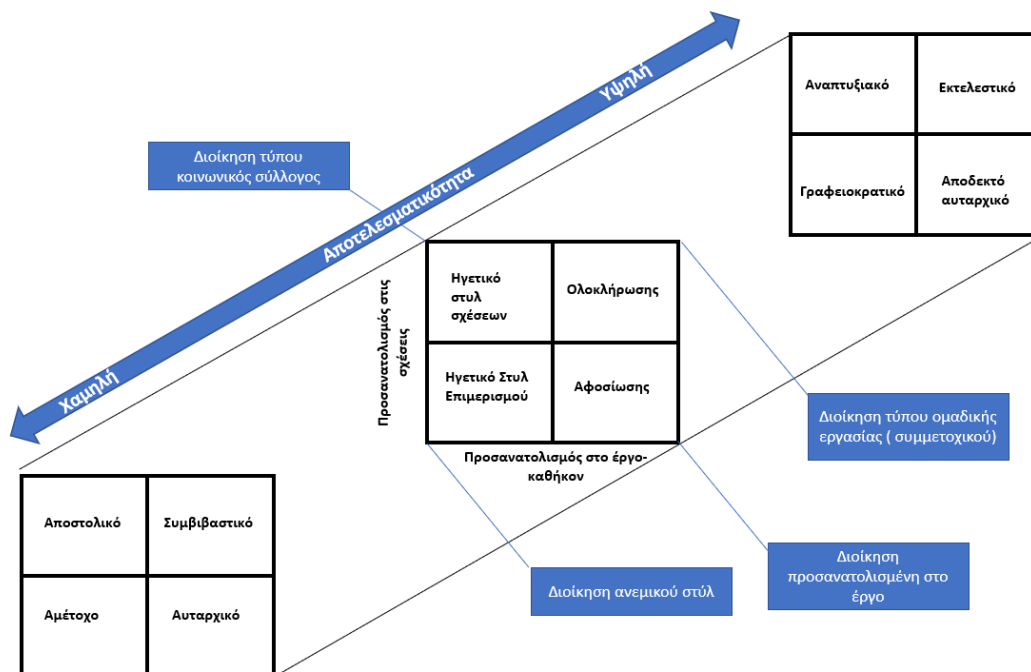 Υψηλή
Αποτελεσματικότητα
Χαμηλή
Αναπτυξιακό
Εκτελεστικό
Γραφειοκρατικό
Αποδεκτό
αυταρχικό
Διοίκηση τύπου
κοινωνικός σύλλογος
Προσανατολισμός στις
σχέσεις
Ηγετικό
στυλ
σχέσεων
Ολοκλήρωσης
Ηγετικό Στυλ
Επιμερισμού
Αφοσίωσης
Προσανατολισμός στο έργο-
καθήκον
Διοίκηση τύπου ομαδικής
εργασίας ( συμμετοχικού)
Αποστολικό
Συμβιβαστικό
Αμέτοχο
Αυταρχικό
Διοίκηση ανεμικού στύλ
Διοίκηση
προσανατολισμένη στο
έργο